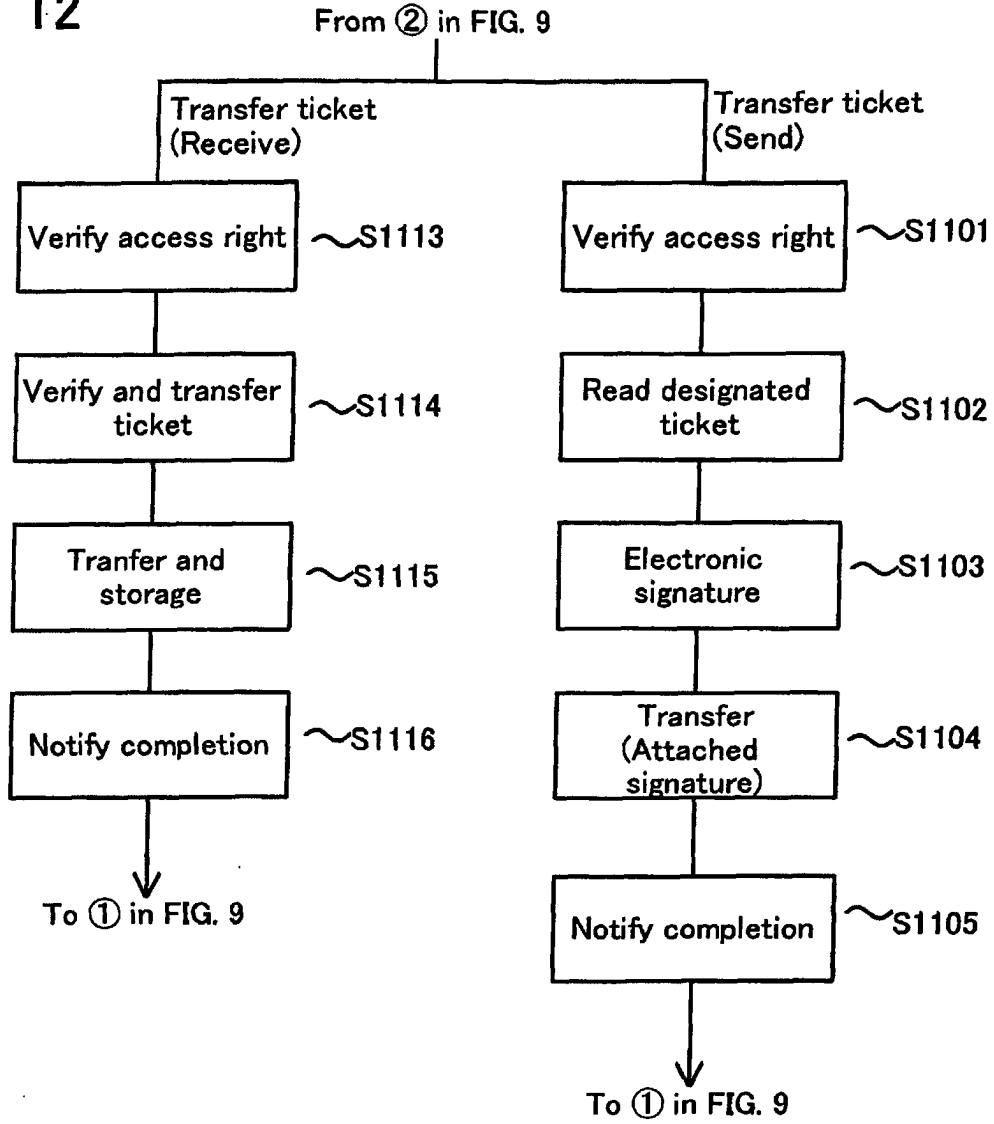 12
From ② in FIG. 9
Transfer ticket
(Receive)
Verify access right
S1113
Verify and transfer
ticket
S1114
Tranfer and
storage
S1115
Notify completion
S1116
To ① in FIG. 9
Transfer ticket
(Send)
Verify access right
S1101
Read designated
ticket
S1102
Electronic
signature
S1103
Transfer
(Attached
signature)
S1104
Notify completion
S1105
To ① in FIG. 9